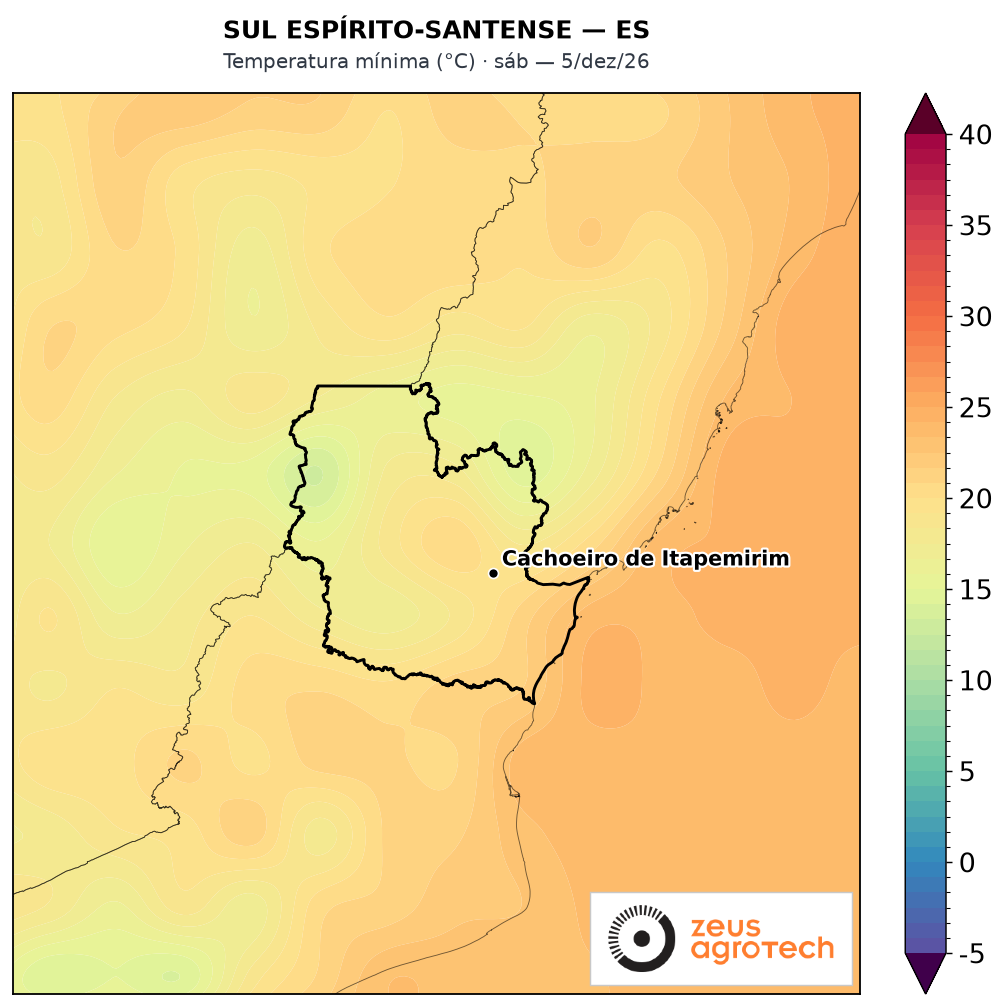 SUL ESPÍRITO-SANTENSE — ES
Temperatura mínima (°C) · sáb — 5/dez/26
40
35
30
25
20
15
10
5
0
-5
Cachoeiro de Itapemirim
zeus
agrotech